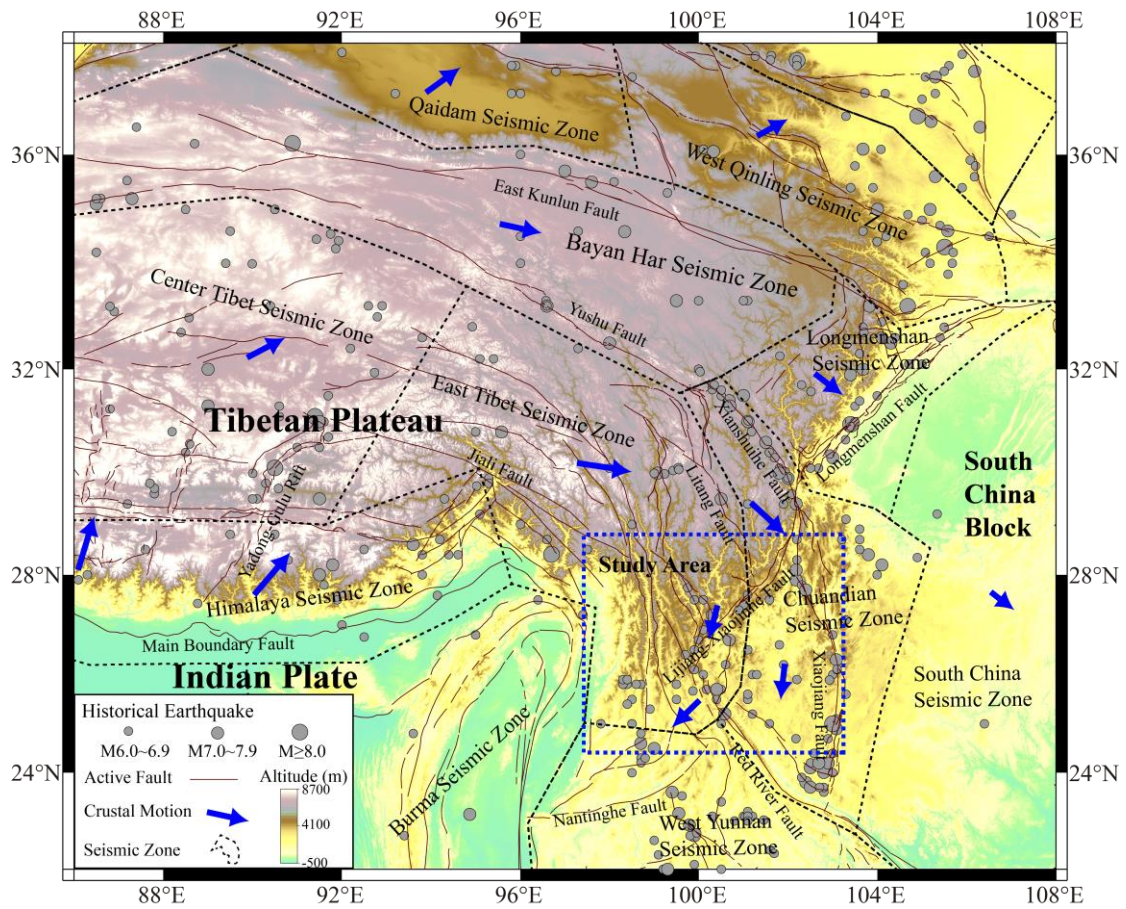 88°E 92°E 96°E 100°E 104°E 108°E
Qaidam Seismic Zone
36°N
West Qinling Seismic Zone
36°N
East Kunlun Fault
Bayan Har Seismic Zone
Center Tibet Seismic Zone
Yushu Fault
Longmenshan
Seismic Zone
32°N
32°N
East Tibet Seismic Zone
Xianshuihe Fault
Longmenshan Fault
Tibetan Plateau
Jiali Fault
Litang Fault
South
China
Block
Yadong-Gulu Rift
28°N
Study Area
28°N
Himalaya Seismic Zone
Chuandian
Seismic Zone
Main Boundary Fault
Lijiang-Xiaojinhe Fault
Indian Plate
Xiaojiang Fault
South China
Seismic Zone
Historical Earthquake
M6.0~6.9 M7.0~7.9 M≥8.0
Active Fault
Altitude (m)
8700
4100
-500
Crustal Motion
Seismic Zone
Burma Seismic Zone
24°N
Red River Fault
24°N
Nantinghe Fault
West Yunnan
Seismic Zone
88°E 92°E 96°E 100°E 104°E 108°E